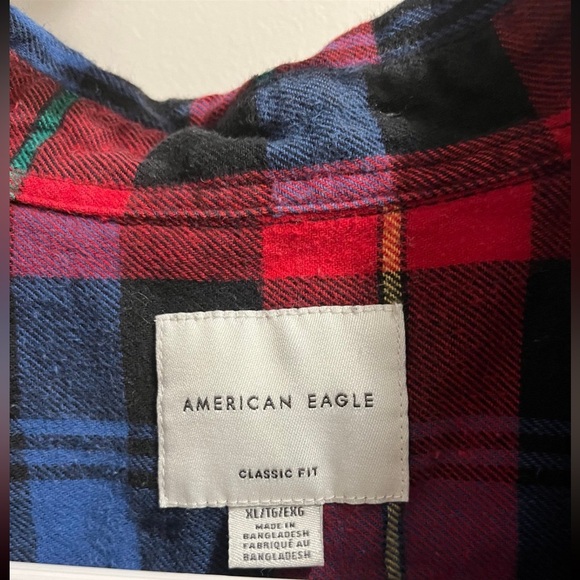 AMERICAN EAGLE
CLASSIC FIT
XL/TG/EXG
MADE IN
BANGLADESH
FABRIQUÉ AU
BANGLADESH